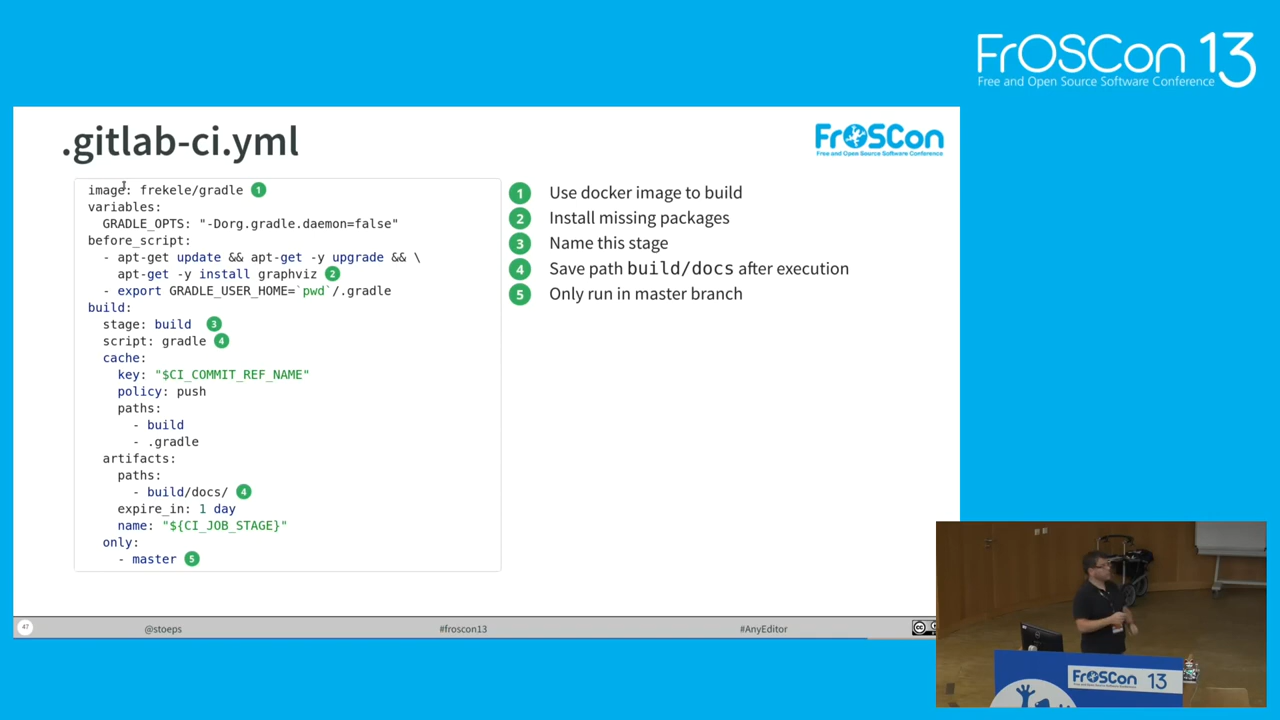 FrOSCon 13
Free and Open Source Software Conference
.gitlab-ci.yml
FrOSCon
Free and Open Source Software Conference
image: frekele/gradle 1
variables:
GRADLE_OPTS: "-Dorg.gradle.daemon=false"
before_script:
- apt-get update && apt-get -y upgrade && \
apt-get -y install graphviz 2
- export GRADLE_USER_HOME=`pwd`/.gradle
build:
stage: build 3
script: gradle 4
cache:
key: "$CI_COMMIT_REF_NAME"
policy: push
paths:
- build
- .gradle
artifacts:
paths:
- build/docs/ 4
expire_in: 1 day
name: "${CI_JOB_STAGE}"
only:
- master 5
1 Use docker image to build
2 Install missing packages
3 Name this stage
4 Save path build/docs after execution
5 Only run in master branch
47
@stoeps
#froscon13
#AnyEditor
cc
FrOSCon 13